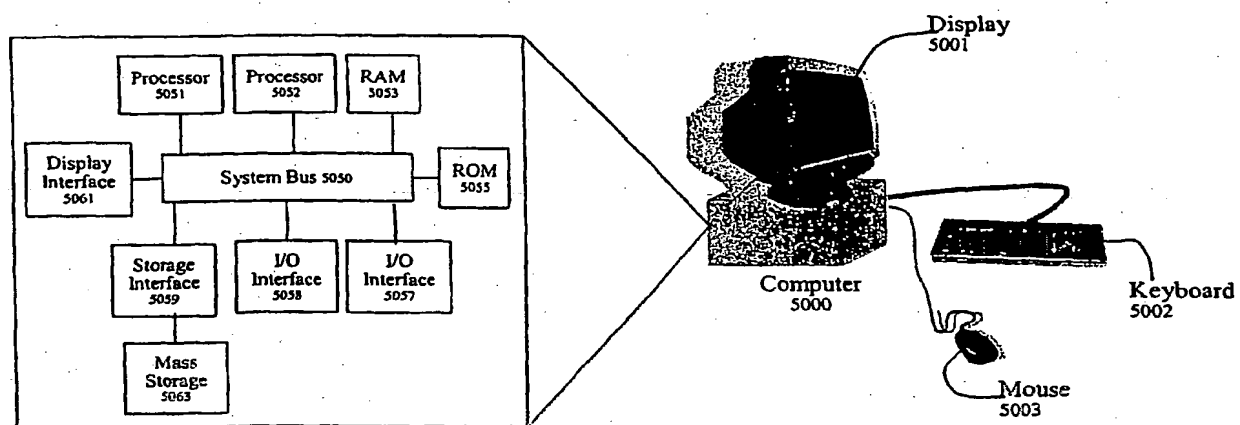 Processor
5051
Processor
5052
RAM
5053
Display
Interface
5061
System Bus 5050
ROM
5055
Storage
Interface
5059
I/O
Interface
5058
I/O
Interface
5057
Mass
Storage
5063
Display
5001
Computer
5000
Keyboard
5002
Mouse
5003